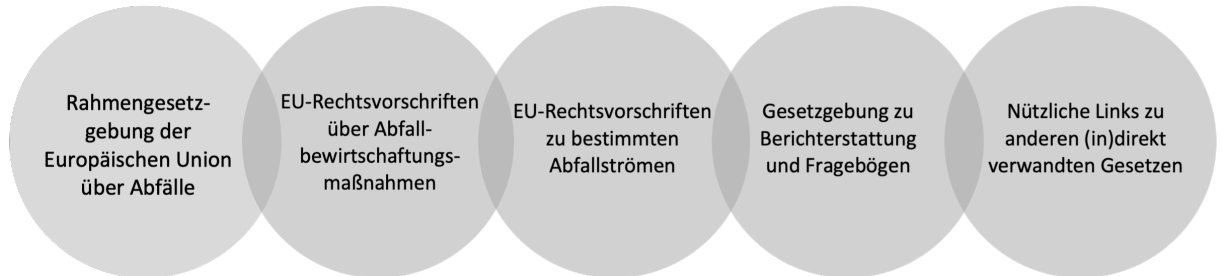 Rahmengesetz-
gebung der
Europäischen Union
über Abfälle
EU-Rechtsvorschriften
über Abfall-
bewirtschaftungs-
maßnahmen
EU-Rechtsvorschriften
zu bestimmten
Abfallströmen
Gesetzgebung zu
Berichterstattung
und Fragebögen
Nützliche Links zu
anderen (in)direkt
verwandten Gesetzen